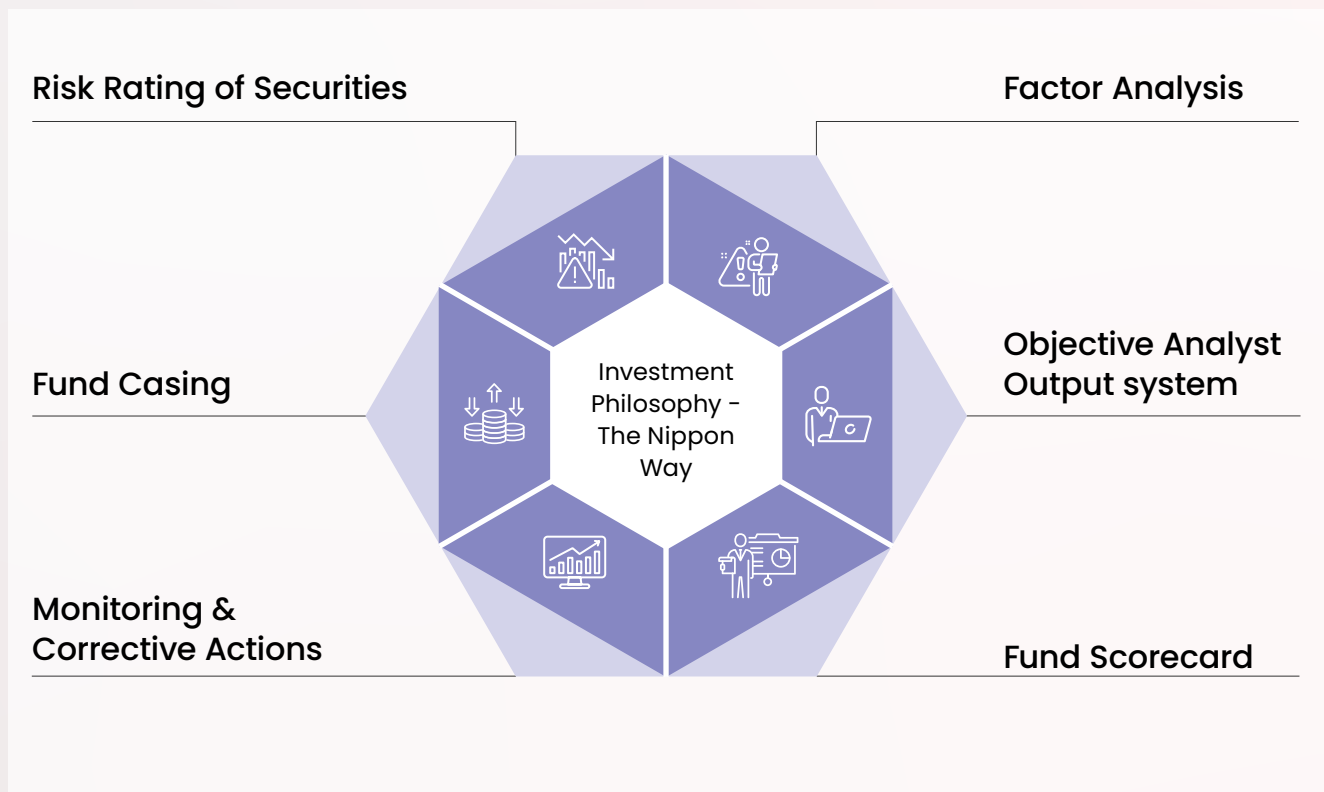 Risk Rating of Securities
Factor Analysis
Fund Casing
Investment
Philosophy -
The Nippon
Way
Objective Analyst
Output system
Monitoring &
Corrective Actions
Fund Scorecard